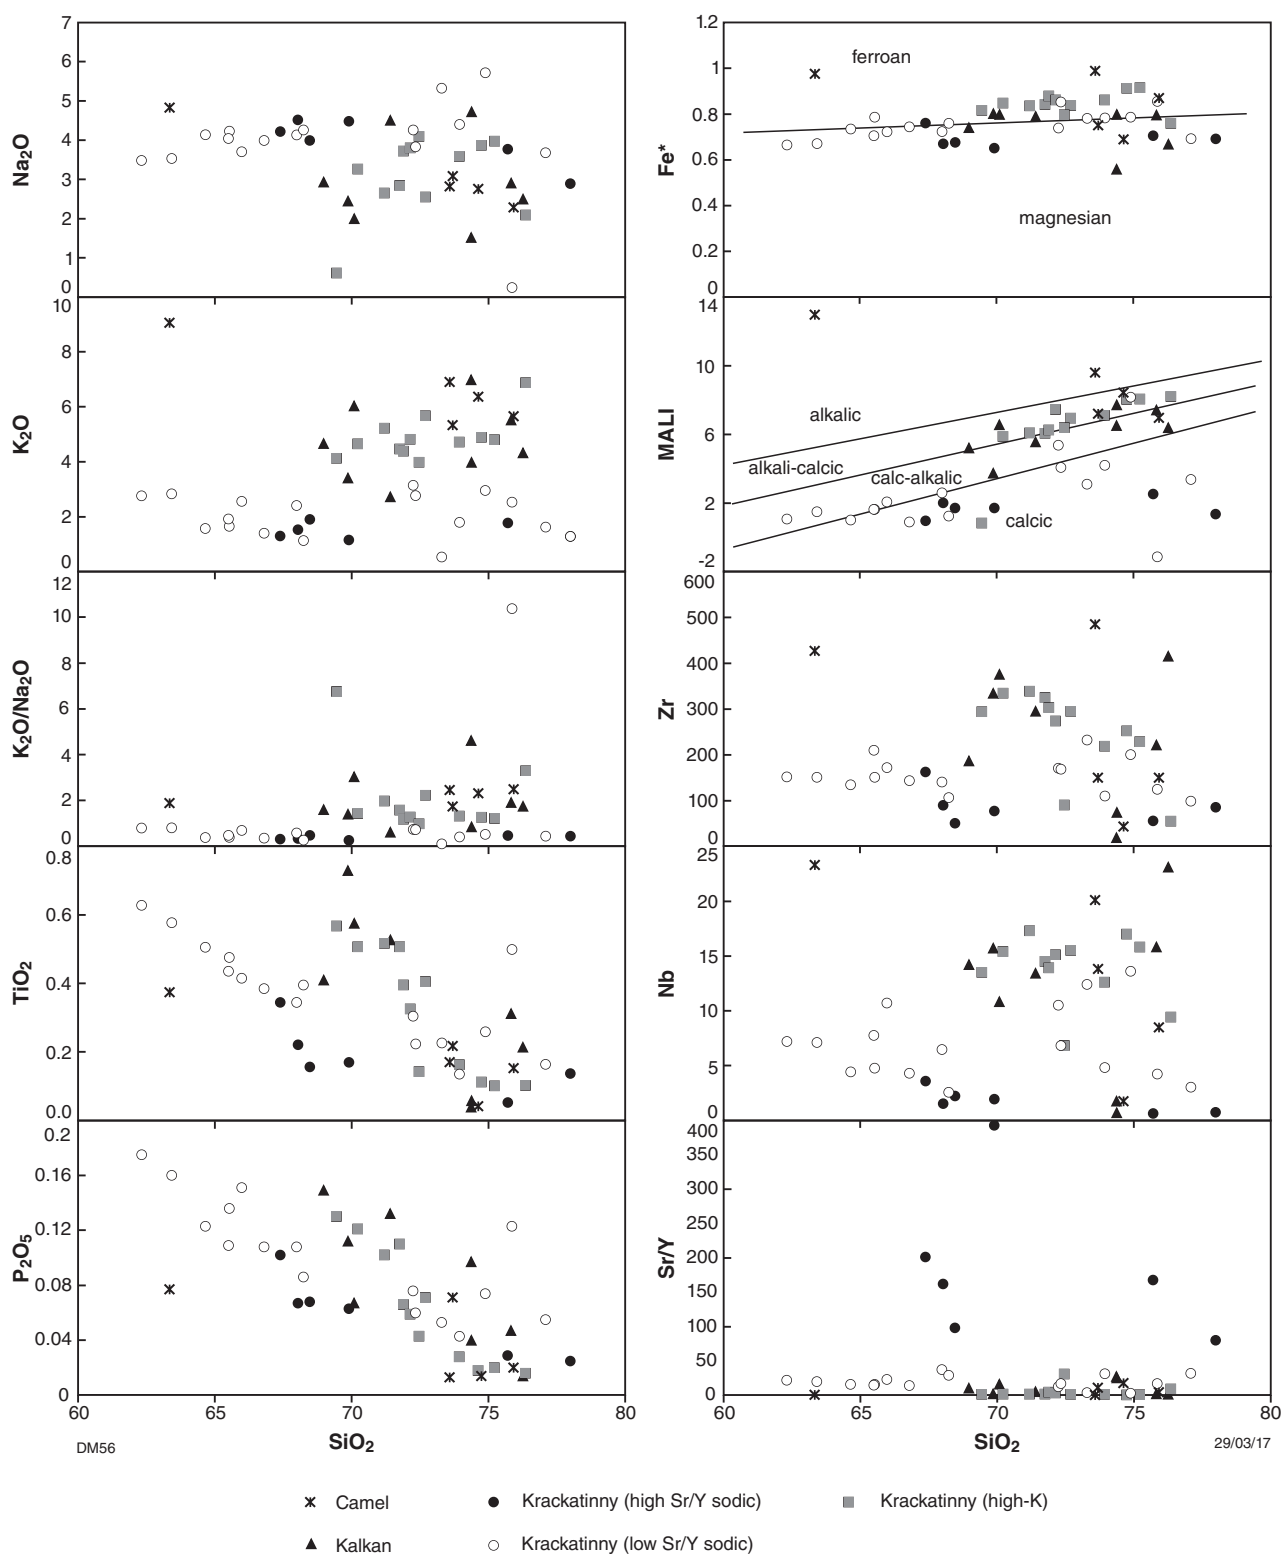 7
6
5
4
3
2
1
0
Na₂O
1.2
1
0.8
0.6
0.4
0.2
0
Fe*
ferroan
magnesian
10
8
6
4
2
0
K₂O
14
10
6
2
-2
MALI
alkalic
alkali-calcic
calc-alkalic
calcic
12
10
8
6
4
2
0
K₂O/Na₂O
600
500
400
300
200
100
0
Zr
0.8
0.6
0.4
0.2
0.0
TiO₂
25
20
15
10
5
0
Nb
0.2
0.16
0.12
0.08
0.04
0
P₂O₅
400
350
300
250
200
150
100
50
0
Sr/Y
60 65 70 75 80
SiO₂
60 65 70 75 80
SiO₂
DM56
29/03/17
Camel
Krackatinny (high Sr/Y sodic)
Krackatinny (high-K)
Kalkan
Krackatinny (low Sr/Y sodic)